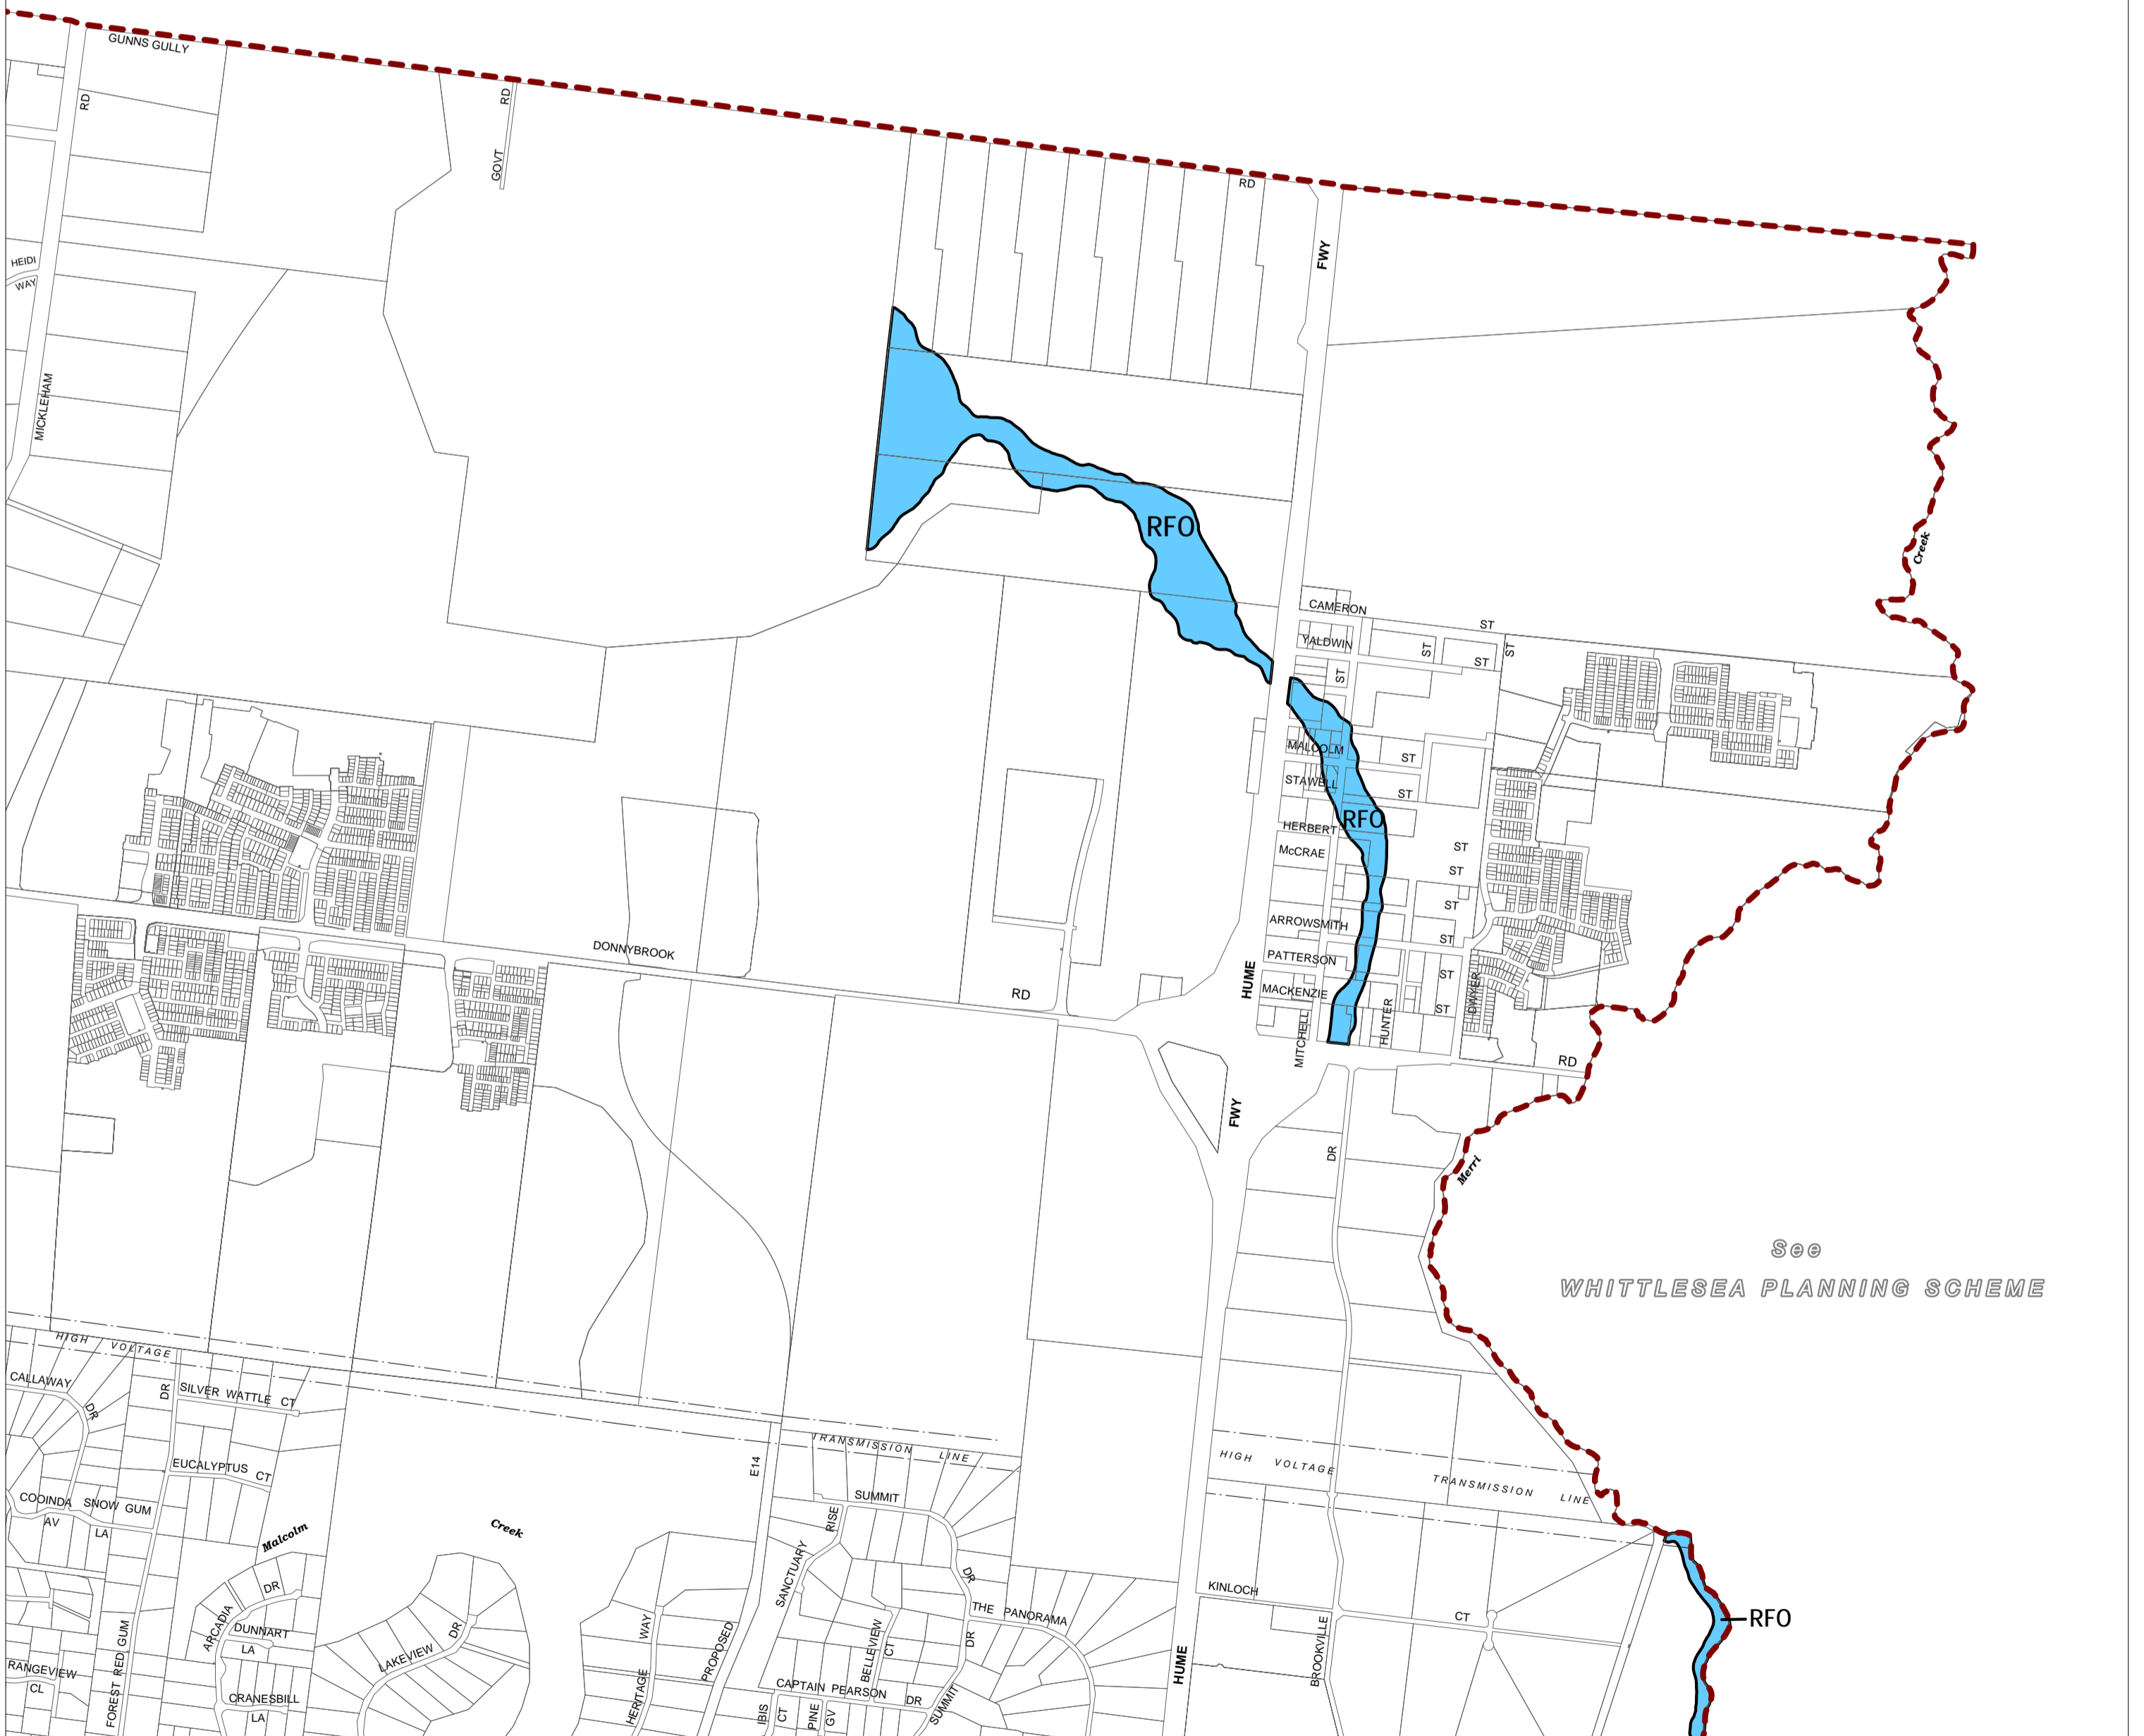 GUNNS GULLY
RD
RD
GOVT
RD
FWY
HEIDI
WAY
MICKLEHAM
RFO
Creek
CAMERON
ST
YALDWIN
ST
ST
ST
ST
MALCOLM
ST
STAWELL
ST
RFO
HERBERT
ST
McCRAE
ST
ST
ARROWSMITH
ST
PATTERSON
ST
MACKENZIE
ST
DWYER
HUNTER
MITCHELL
HUME
DONNYBROOK
RD
RD
FWY
DR
Merri
See
WHITTLESEA PLANNING SCHEME
HIGH VOLTAGE
TRANSMISSION LINE
HIGH VOLTAGE
TRANSMISSION LINE
CALLAWAY
DR
DR
SILVER WATTLE CT
EUCALYPTUS CT
COOINDA
AV
SNOW GUM
LA
Malcolm
Creek
E14
SUMMIT
RISE
SANCTUARY
DR
THE PANORAMA
DR
KINLOCH
CT
BROOKVILLE
RFO
ARCADIA
DR
DUNNART
LA
LAKEVIEW
DR
HERITAGE
WAY
PROPOSED
BELLEVIEW
CT
RANGEVIEW
CL
FOREST RED GUM
CRANESBILL
LA
CAPTAIN PEARSON DR
IBIS
CT
PINE
GV
SUMMIT
HUME